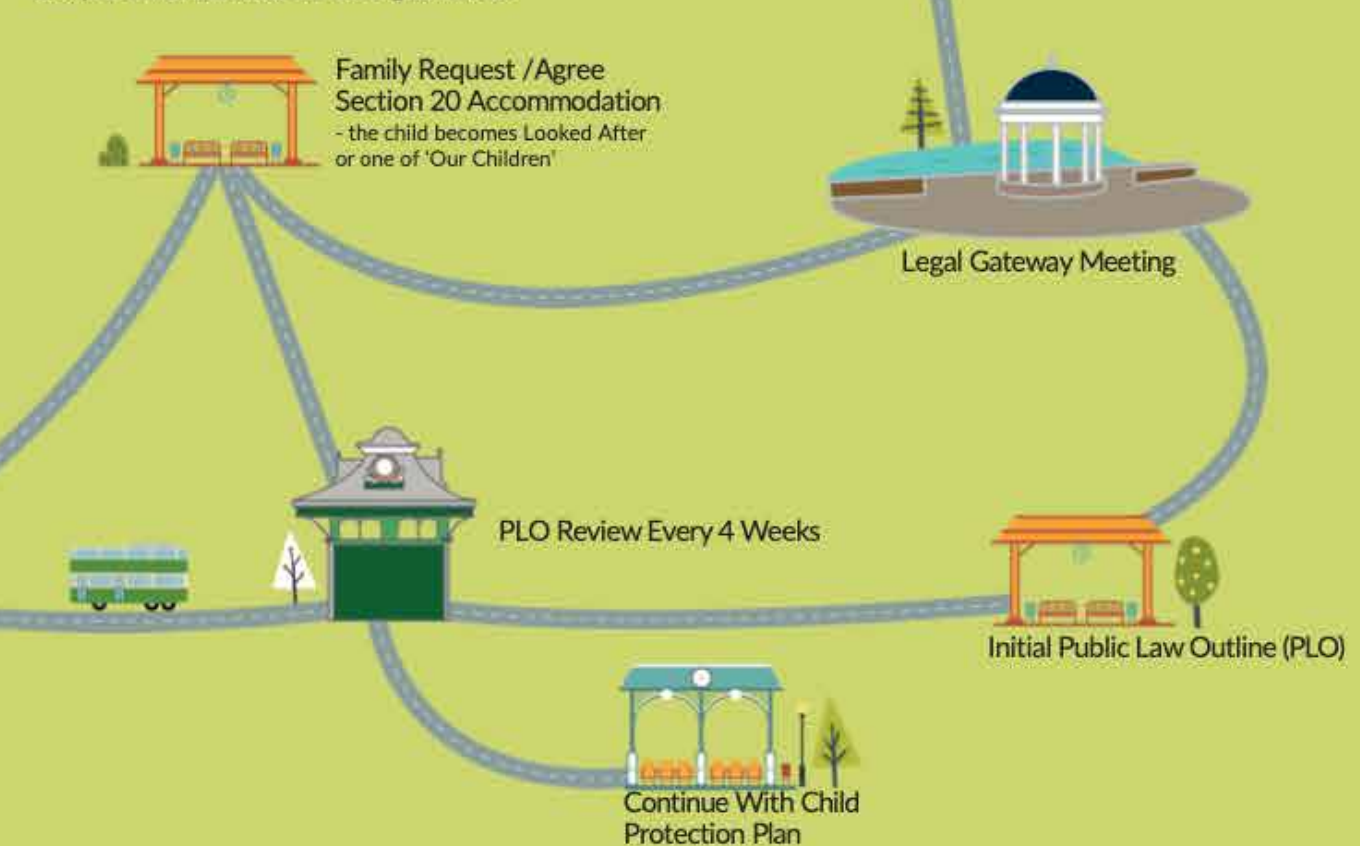 Family Request /Agree
Section 20 Accommodation
- the child becomes Looked After
or one of 'Our Children'
Legal Gateway Meeting
PLO Review Every 4 Weeks
Initial Public Law Outline (PLO)
Continue With Child
Protection Plan